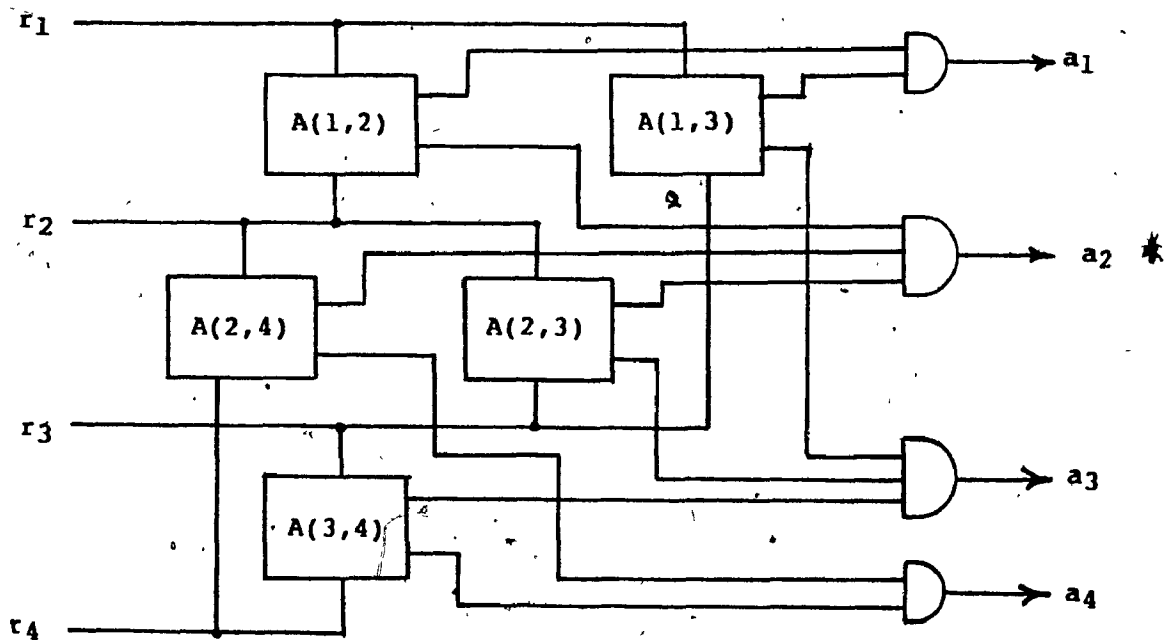 r1
a1
A(1,2)
A(1,3)
r2
a2 *
A(2,4)
A(2,3)
r3
a3
A(3,4)
a4
r4